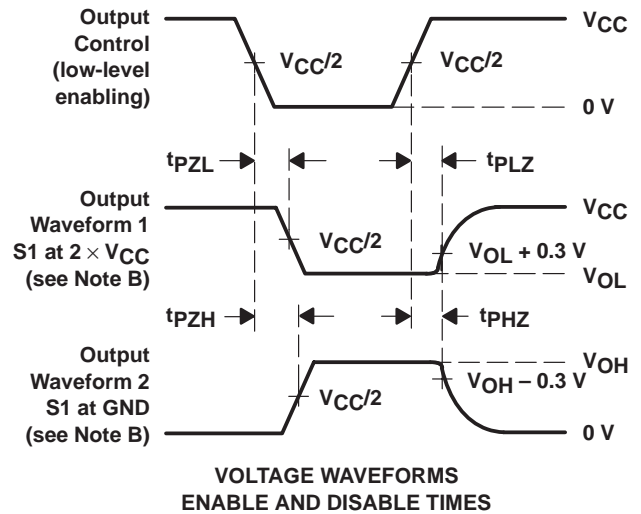 Output
Control
(low-level
enabling)
VCC/2
VCC/2
VCC
0 V
tPZL
tPLZ
Output
Waveform 1
S1 at 2 × VCC
(see Note B)
VCC/2
VCC
VOL + 0.3 V
VOL
tPZH
tPHZ
Output
Waveform 2
S1 at GND
(see Note B)
VCC/2
VOH
VOH − 0.3 V
0 V
VOLTAGE WAVEFORMS
ENABLE AND DISABLE TIMES